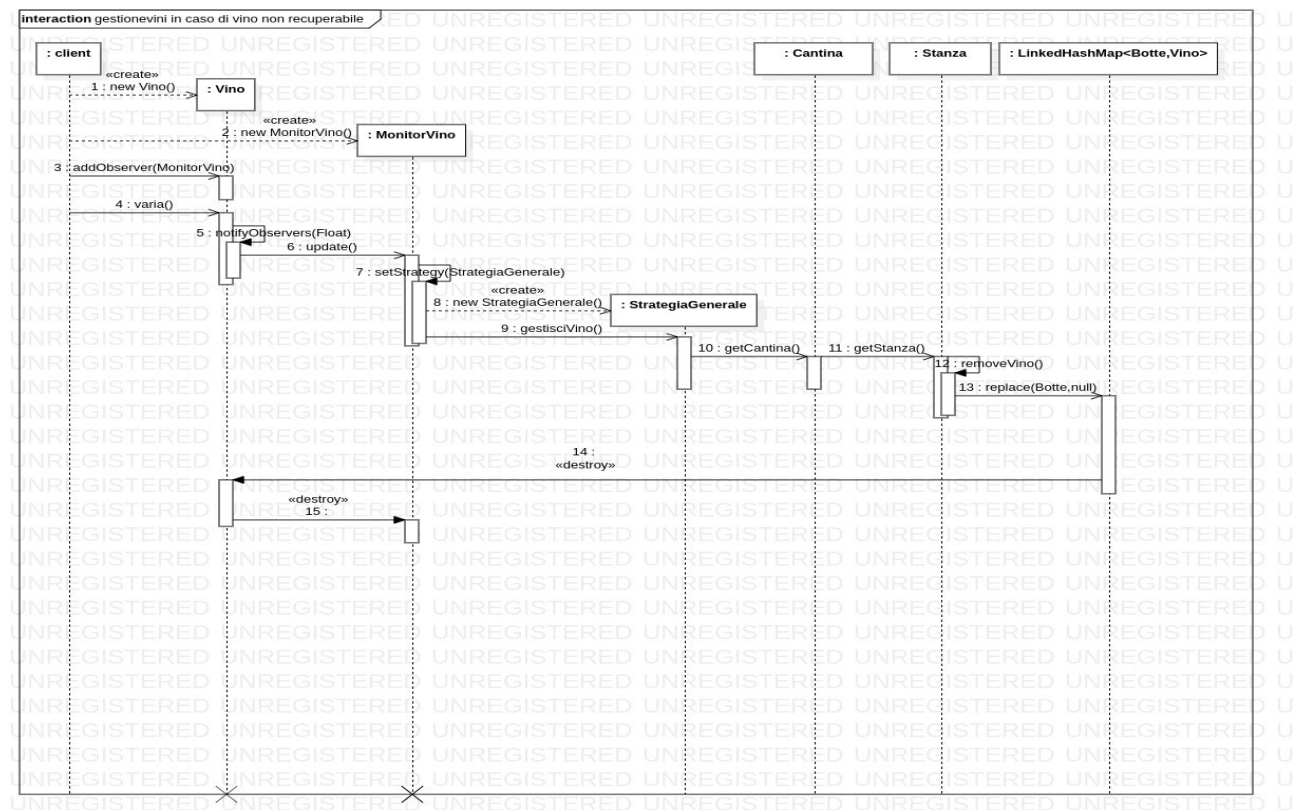 interaction gestionevini in caso di vino non recuperabile
: client
: Cantina
: Stanza
: LinkedHashMap<Botte,Vino>
«create»
1 : new Vino()
: Vino
«create»
2 : new MonitorVino()
: MonitorVino
3 : addObserver(MonitorVino)
4 : varia()
5 : notifyObservers(Float)
6 : update()
7 : setStrategy(StrategiaGenerale)
«create»
8 : new StrategiaGenerale()
: StrategiaGenerale
9 : gestisciVino()
10 : getCantina()
11 : getStanza()
12 : removeVino()
13 : replace(Botte,null)
14 :
«destroy»
«destroy»
15 :
UNREGISTERED